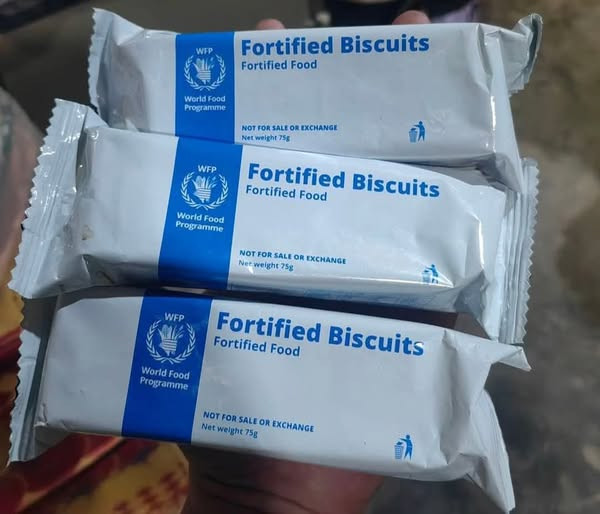 WFP
World Food
Programme
Fortified Biscuits
Fortified Food
NOT FOR SALE OR EXCHANGE
Net weight 75g
WFP
World Food
Programme
Fortified Biscuits
Fortified Food
NOT FOR SALE OR EXCHANGE
Net weight 75g
WFP
World Food
Programme
Fortified Biscuits
Fortified Food
NOT FOR SALE OR EXCHANGE
Net weight 75g